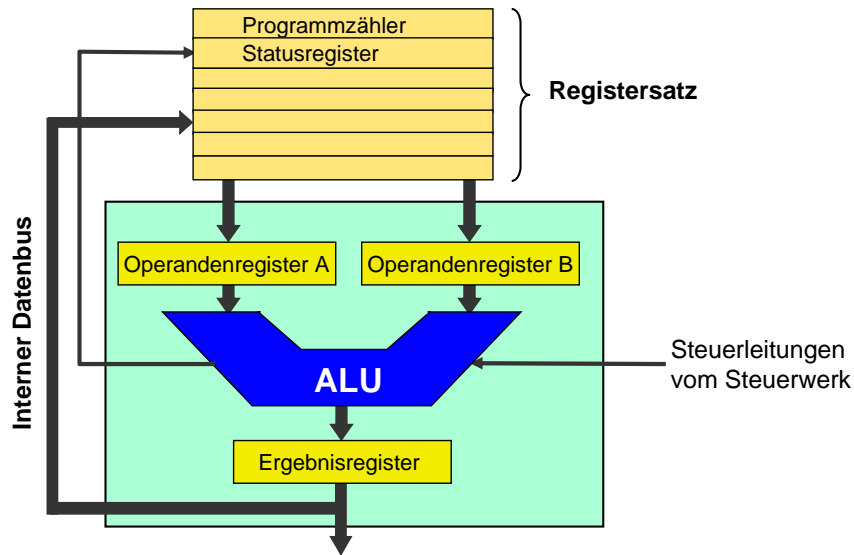 Programmzähler
Statusregister
Registersatz
Interner Datenbus
Operandenregister A
Operandenregister B
ALU
Steuerleitungen
vom Steuerwerk
Ergebnisregister